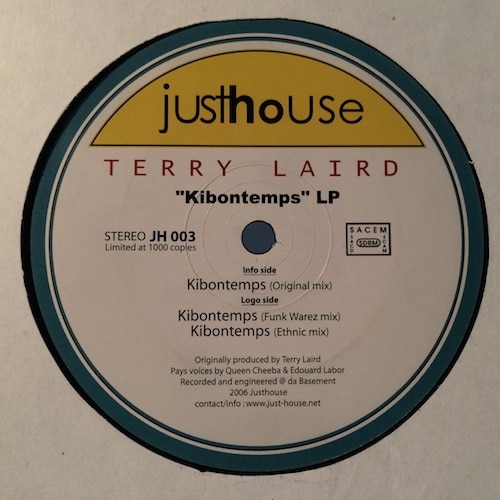 justhouse
TERRY LAIRD
"Kibontemps" LP
STEREO JH 003
Limited at 1000 copies
SACEM
SDRM
SACD
SCAM
Info side
Kibontemps (Original mix)
Logo side
Kibontemps (Funk Warez mix)
Kibontemps (Ethnic mix)
Originally produced by Terry Laird
Pays voices by Queen Cheeba & Edouard Labor
Recorded and engineered @ da Basement
2006 Justhouse
contact/info : www.just-house.net